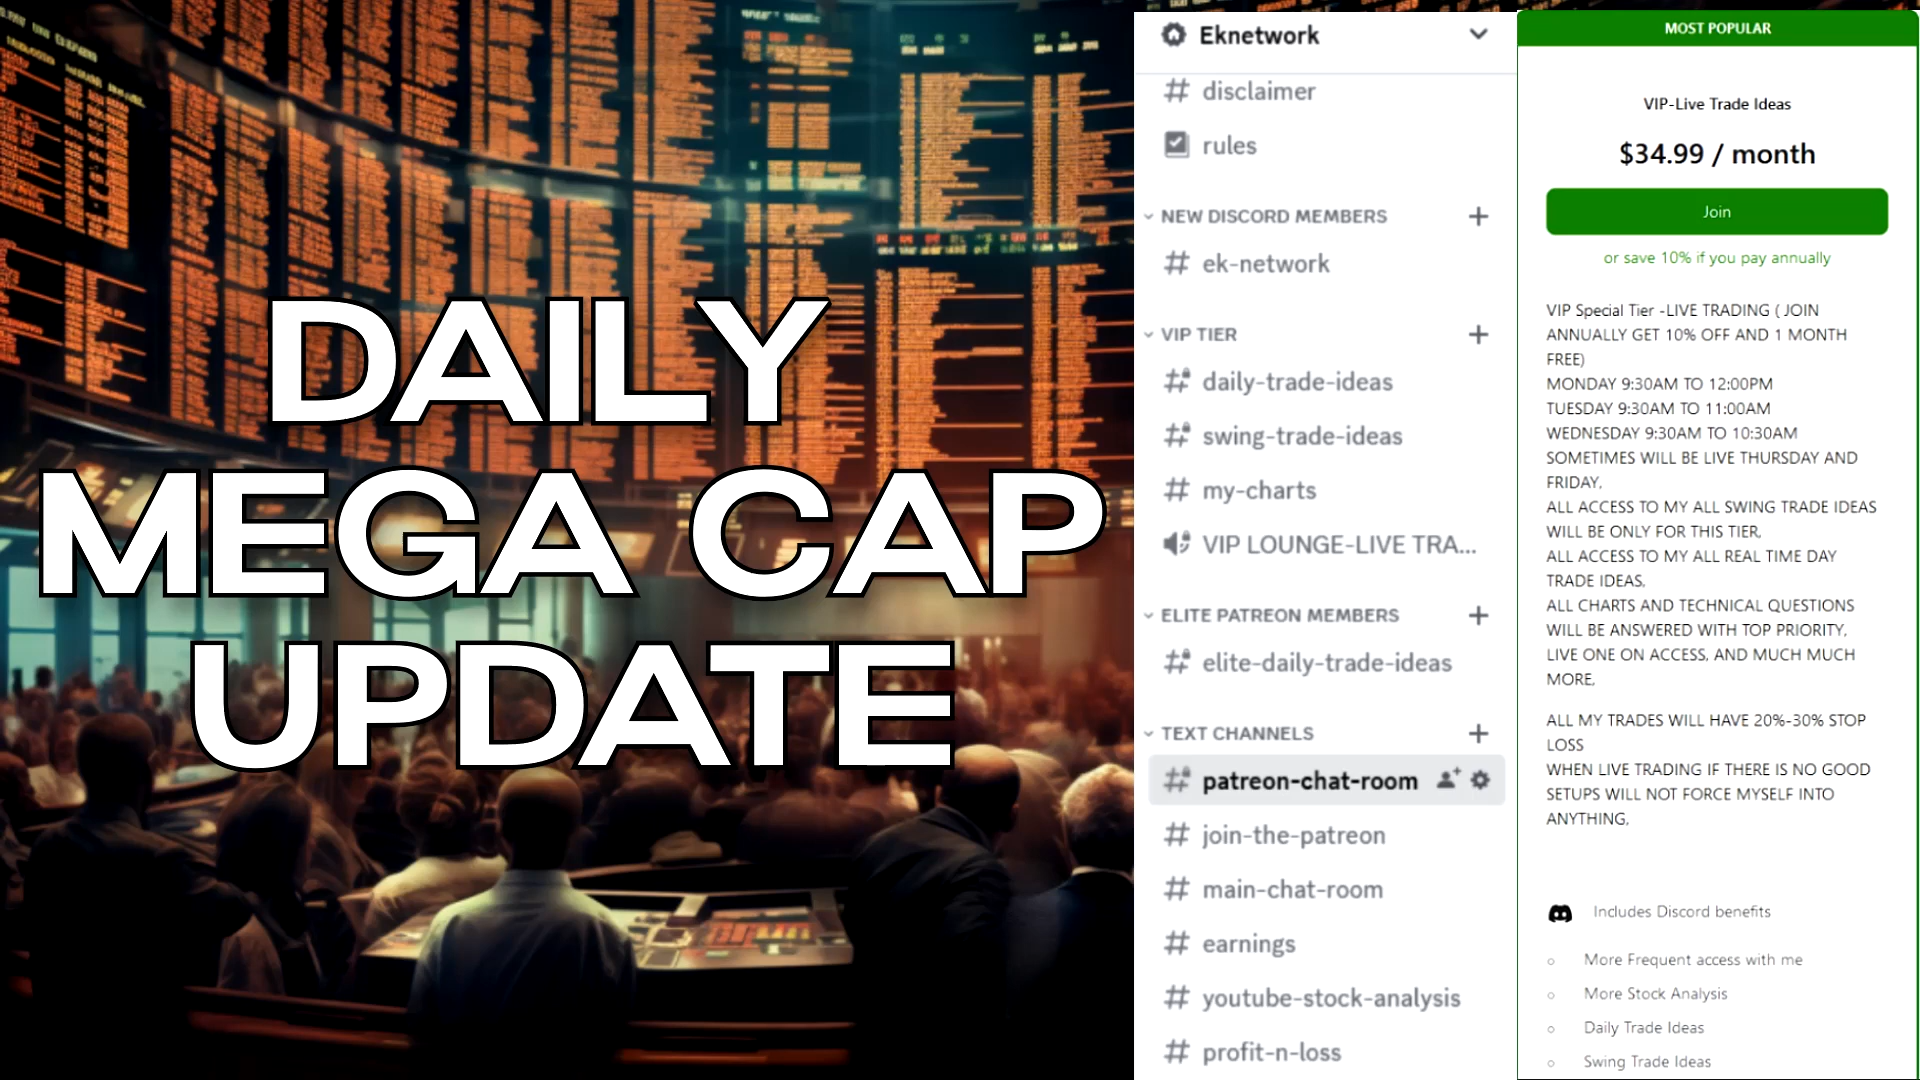 DAILY
MEGA CAP
UPDATE
Eknetwork
# disclaimer
rules
NEW DISCORD MEMBERS
# ek-network
VIP TIER
# daily-trade-ideas
# swing-trade-ideas
# my-charts
VIP LOUNGE-LIVE TRA...
ELITE PATREON MEMBERS
# elite-daily-trade-ideas
TEXT CHANNELS
# patreon-chat-room
# join-the-patreon
# main-chat-room
# earnings
# youtube-stock-analysis
# profit-n-loss
MOST POPULAR
VIP-Live Trade Ideas
$34.99 / month
Join
or save 10% if you pay annually
VIP Special Tier -LIVE TRADING ( JOIN
ANNUALLY GET 10% OFF AND 1 MONTH
FREE)
MONDAY 9:30AM TO 12:00PM
TUESDAY 9:30AM TO 11:00AM
WEDNESDAY 9:30AM TO 10:30AM
SOMETIMES WILL BE LIVE THURSDAY AND
FRIDAY,
ALL ACCESS TO MY ALL SWING TRADE IDEAS
WILL BE ONLY FOR THIS TIER,
ALL ACCESS TO MY ALL REAL TIME DAY
TRADE IDEAS,
ALL CHARTS AND TECHNICAL QUESTIONS
WILL BE ANSWERED WITH TOP PRIORITY,
LIVE ONE ON ACCESS, AND MUCH MUCH
MORE,
ALL MY TRADES WILL HAVE 20%-30% STOP
LOSS
WHEN LIVE TRADING IF THERE IS NO GOOD
SETUPS WILL NOT FORCE MYSELF INTO
ANYTHING,
Includes Discord benefits
More Frequent access with me
More Stock Analysis
Daily Trade Ideas
Swing Trade Ideas